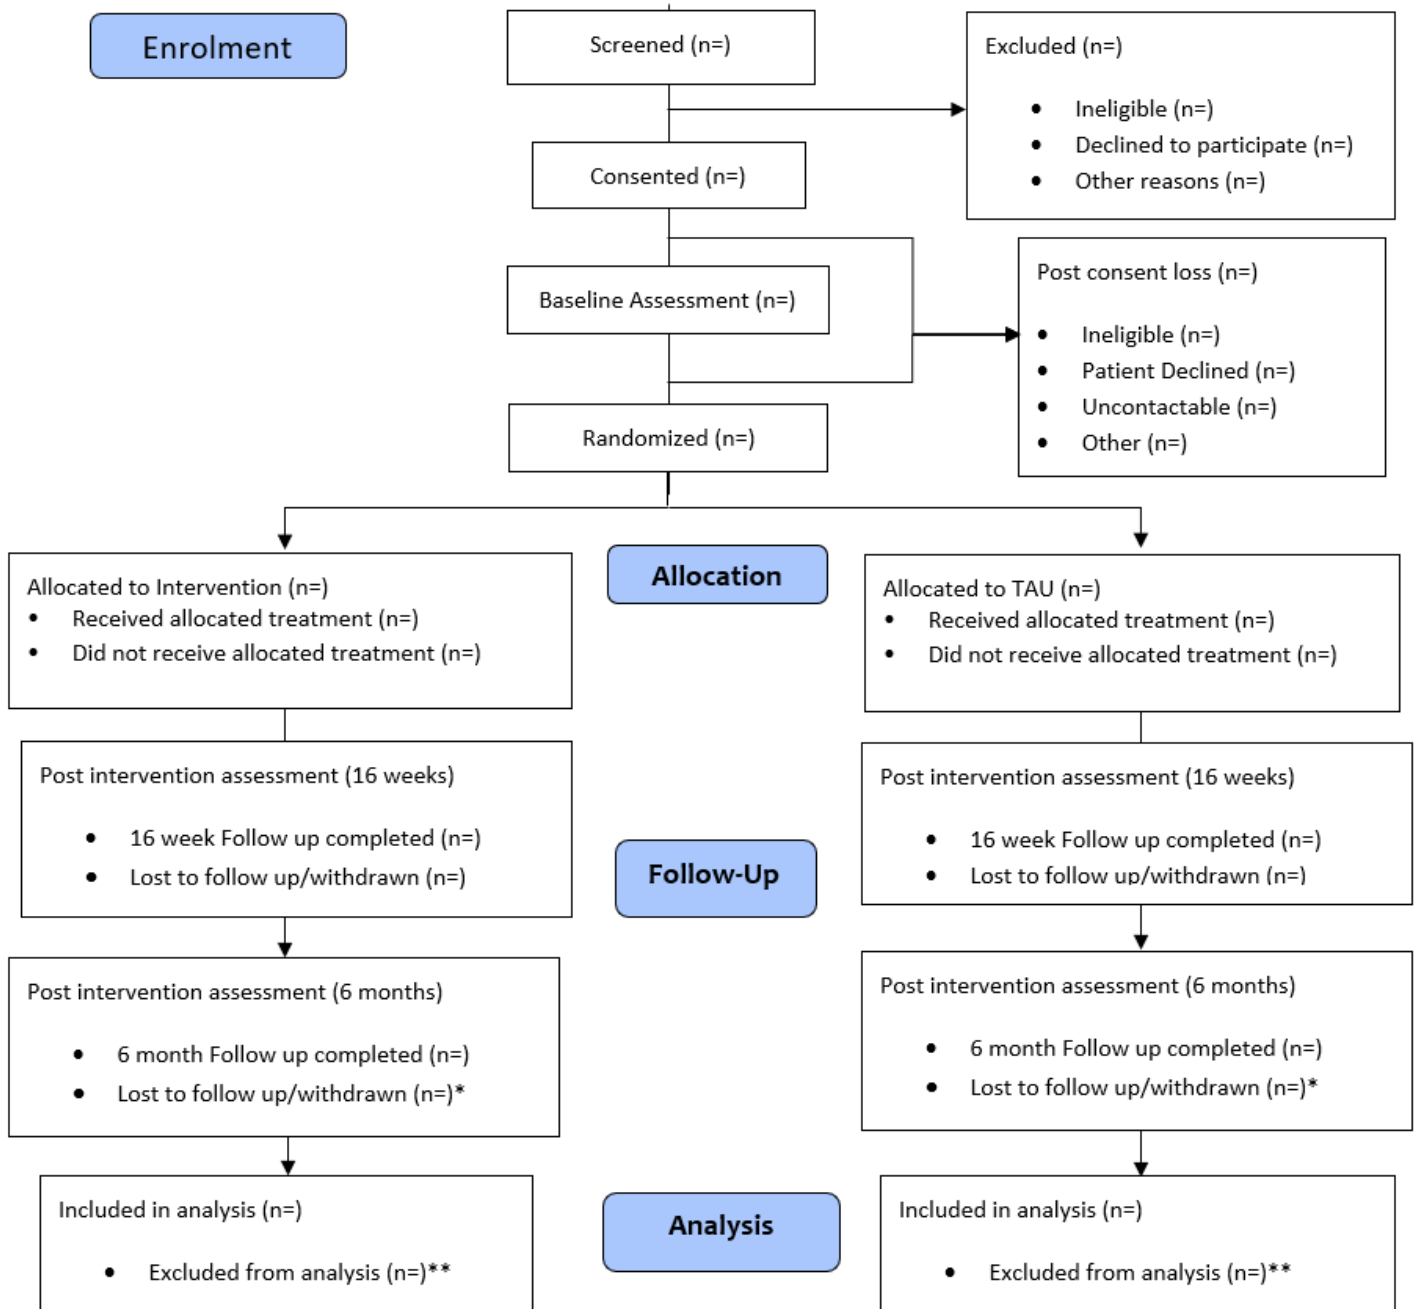 Enrolment
Screened (n=)
Excluded (n=)
• Ineligible (n=)
• Declined to participate (n=)
• Other reasons (n=)
Consented (n=)
Baseline Assessment (n=)
Post consent loss (n=)
• Ineligible (n=)
• Patient Declined (n=)
• Uncontactable (n=)
• Other (n=)
Randomized (n=)
Allocation
Allocated to Intervention (n=)
• Received allocated treatment (n=)
• Did not receive allocated treatment (n=)
Allocated to TAU (n=)
• Received allocated treatment (n=)
• Did not receive allocated treatment (n=)
Follow-Up
Post intervention assessment (16 weeks)
• 16 week Follow up completed (n=)
• Lost to follow up/withdrawn (n=)
Post intervention assessment (16 weeks)
• 16 week Follow up completed (n=)
• Lost to follow up/withdrawn (n=)
Post intervention assessment (6 months)
• 6 month Follow up completed (n=)
• Lost to follow up/withdrawn (n=)*
Post intervention assessment (6 months)
• 6 month Follow up completed (n=)
• Lost to follow up/withdrawn (n=)*
Analysis
Included in analysis (n=)
• Excluded from analysis (n=)**
Included in analysis (n=)
• Excluded from analysis (n=)**